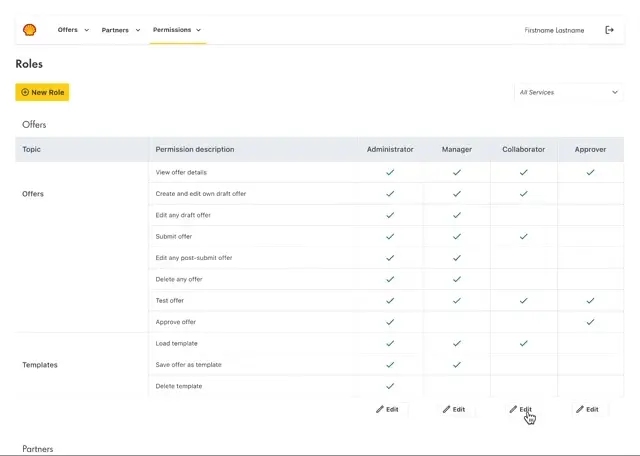 Offers Partners Permissions Firstname Lastname
Roles
New Role All Services
Offers
Topic Permission description Administrator Manager Collaborator Approver
View offer details
Offers Create and edit own draft offer
Edit any draft offer
Submit offer
Edit any post-submit offer
Delete any offer
Test offer
Approve offer
Load template
Templates Save offer as template
Delete template
Edit Edit Edit Edit
Partners